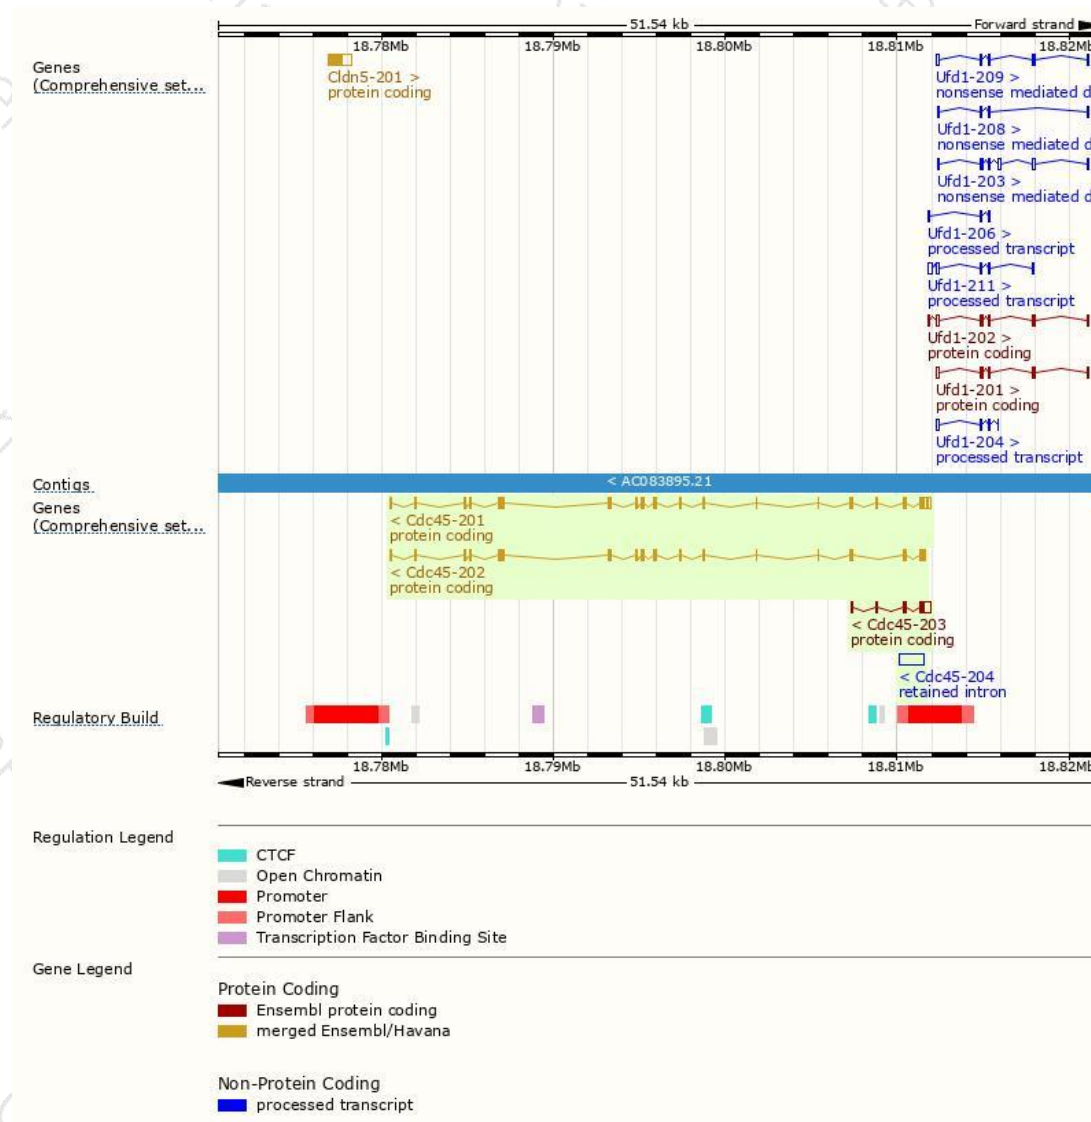 51.54 kb
Forward strand
18.78Mb 18.79Mb 18.80Mb 18.81Mb 18.82Mb
Genes
(Comprehensive set...
Cldn5-201 >
protein coding
Ufd1-209 >
nonsense mediated d
Ufd1-208 >
nonsense mediated d
Ufd1-203 >
nonsense mediated d
Ufd1-206 >
processed transcript
Ufd1-211 >
processed transcript
Ufd1-202 >
protein coding
Ufd1-201 >
protein coding
Ufd1-204 >
processed transcript
Contigs
< AC083895.21
Genes
(Comprehensive set...
< Cdc45-201
protein coding
< Cdc45-202
protein coding
< Cdc45-203
protein coding
< Cdc45-204
retained intron
Regulatory Build
18.78Mb 18.79Mb 18.80Mb 18.81Mb 18.82Mb
Reverse strand
51.54 kb
Regulation Legend
CTCF
Open Chromatin
Promoter
Promoter Flank
Transcription Factor Binding Site
Gene Legend
Protein Coding
Ensembl protein coding
merged Ensembl/Havana
Non-Protein Coding
processed transcript